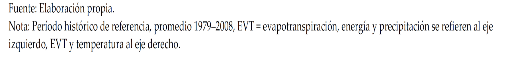 Fuente: Elaboración propia.
Nota: Período histórico de referencia, promedio 1979–2008, EVT = evapotranspiración, energía y precipitación se refieren al eje
izquierdo, EVT y temperatura al eje derecho.